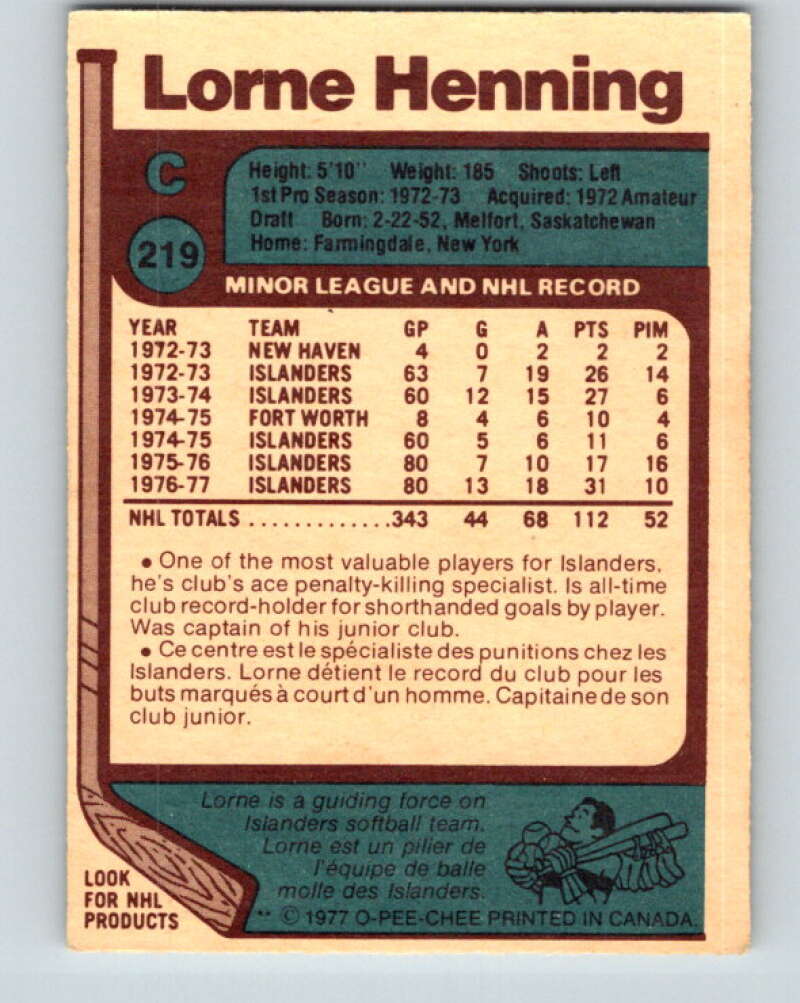 Lorne Henning
C
219
Height: 5'10" Weight: 185 Shoots: Left
1st Pro Season: 1972-73 Acquired: 1972 Amateur
Draft Born: 2-22-52, Melfort, Saskatchewan
Home: Farmingdale, New York
MINOR LEAGUE AND NHL RECORD
YEAR TEAM GP G A PTS PIM
1972-73 NEW HAVEN 4 0 2 2 2
1972-73 ISLANDERS 63 7 19 26 14
1973-74 ISLANDERS 60 12 15 27 6
1974-75 FORT WORTH 8 4 6 10 4
1974-75 ISLANDERS 60 5 6 11 6
1975-76 ISLANDERS 80 7 10 17 16
1976-77 ISLANDERS 80 13 18 31 10
NHL TOTALS .............343 44 68 112 52
• One of the most valuable players for Islanders,
he's club's ace penalty-killing specialist. Is all-time
club record-holder for shorthanded goals by player.
Was captain of his junior club.
• Ce centre est le spécialiste des punitions chez les
Islanders. Lorne détient le record du club pour les
buts marqués à court d'un homme. Capitaine de son
club junior.
Lorne is a guiding force on
Islanders softball team.
Lorne est un pilier de
l'équipe de balle
molle des Islanders.
LOOK
FOR NHL
PRODUCTS
** © 1977 O-PEE-CHEE PRINTED IN CANADA.